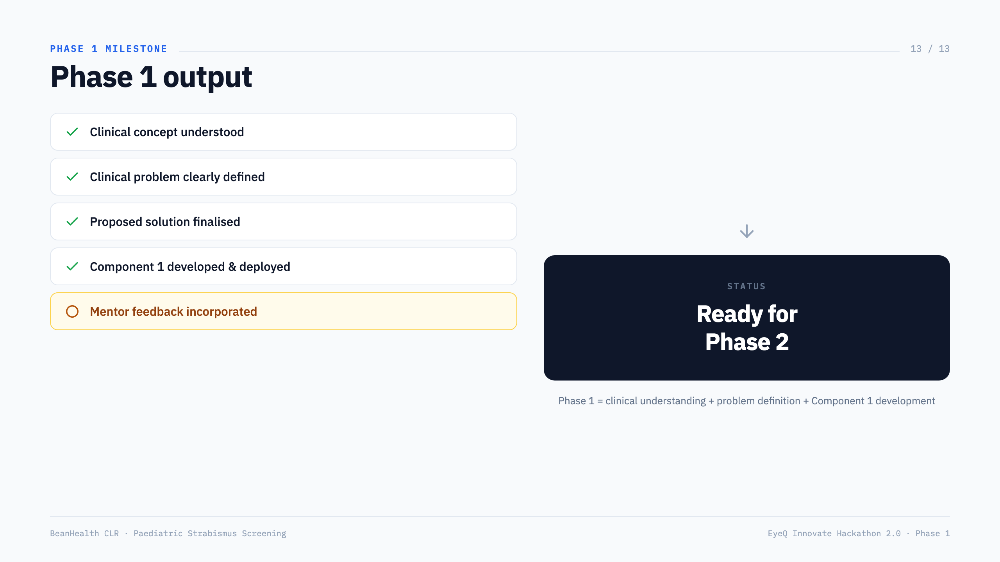 PHASE 1 MILESTONE
13 / 13
Phase 1 output
Clinical concept understood
Clinical problem clearly defined
Proposed solution finalised
Component 1 developed & deployed
Mentor feedback incorporated
STATUS
Ready for
Phase 2
Phase 1 = clinical understanding + problem definition + Component 1 development
BeanHealth CLR · Paediatric Strabismus Screening
EyeQ Innovate Hackathon 2.0 · Phase 1